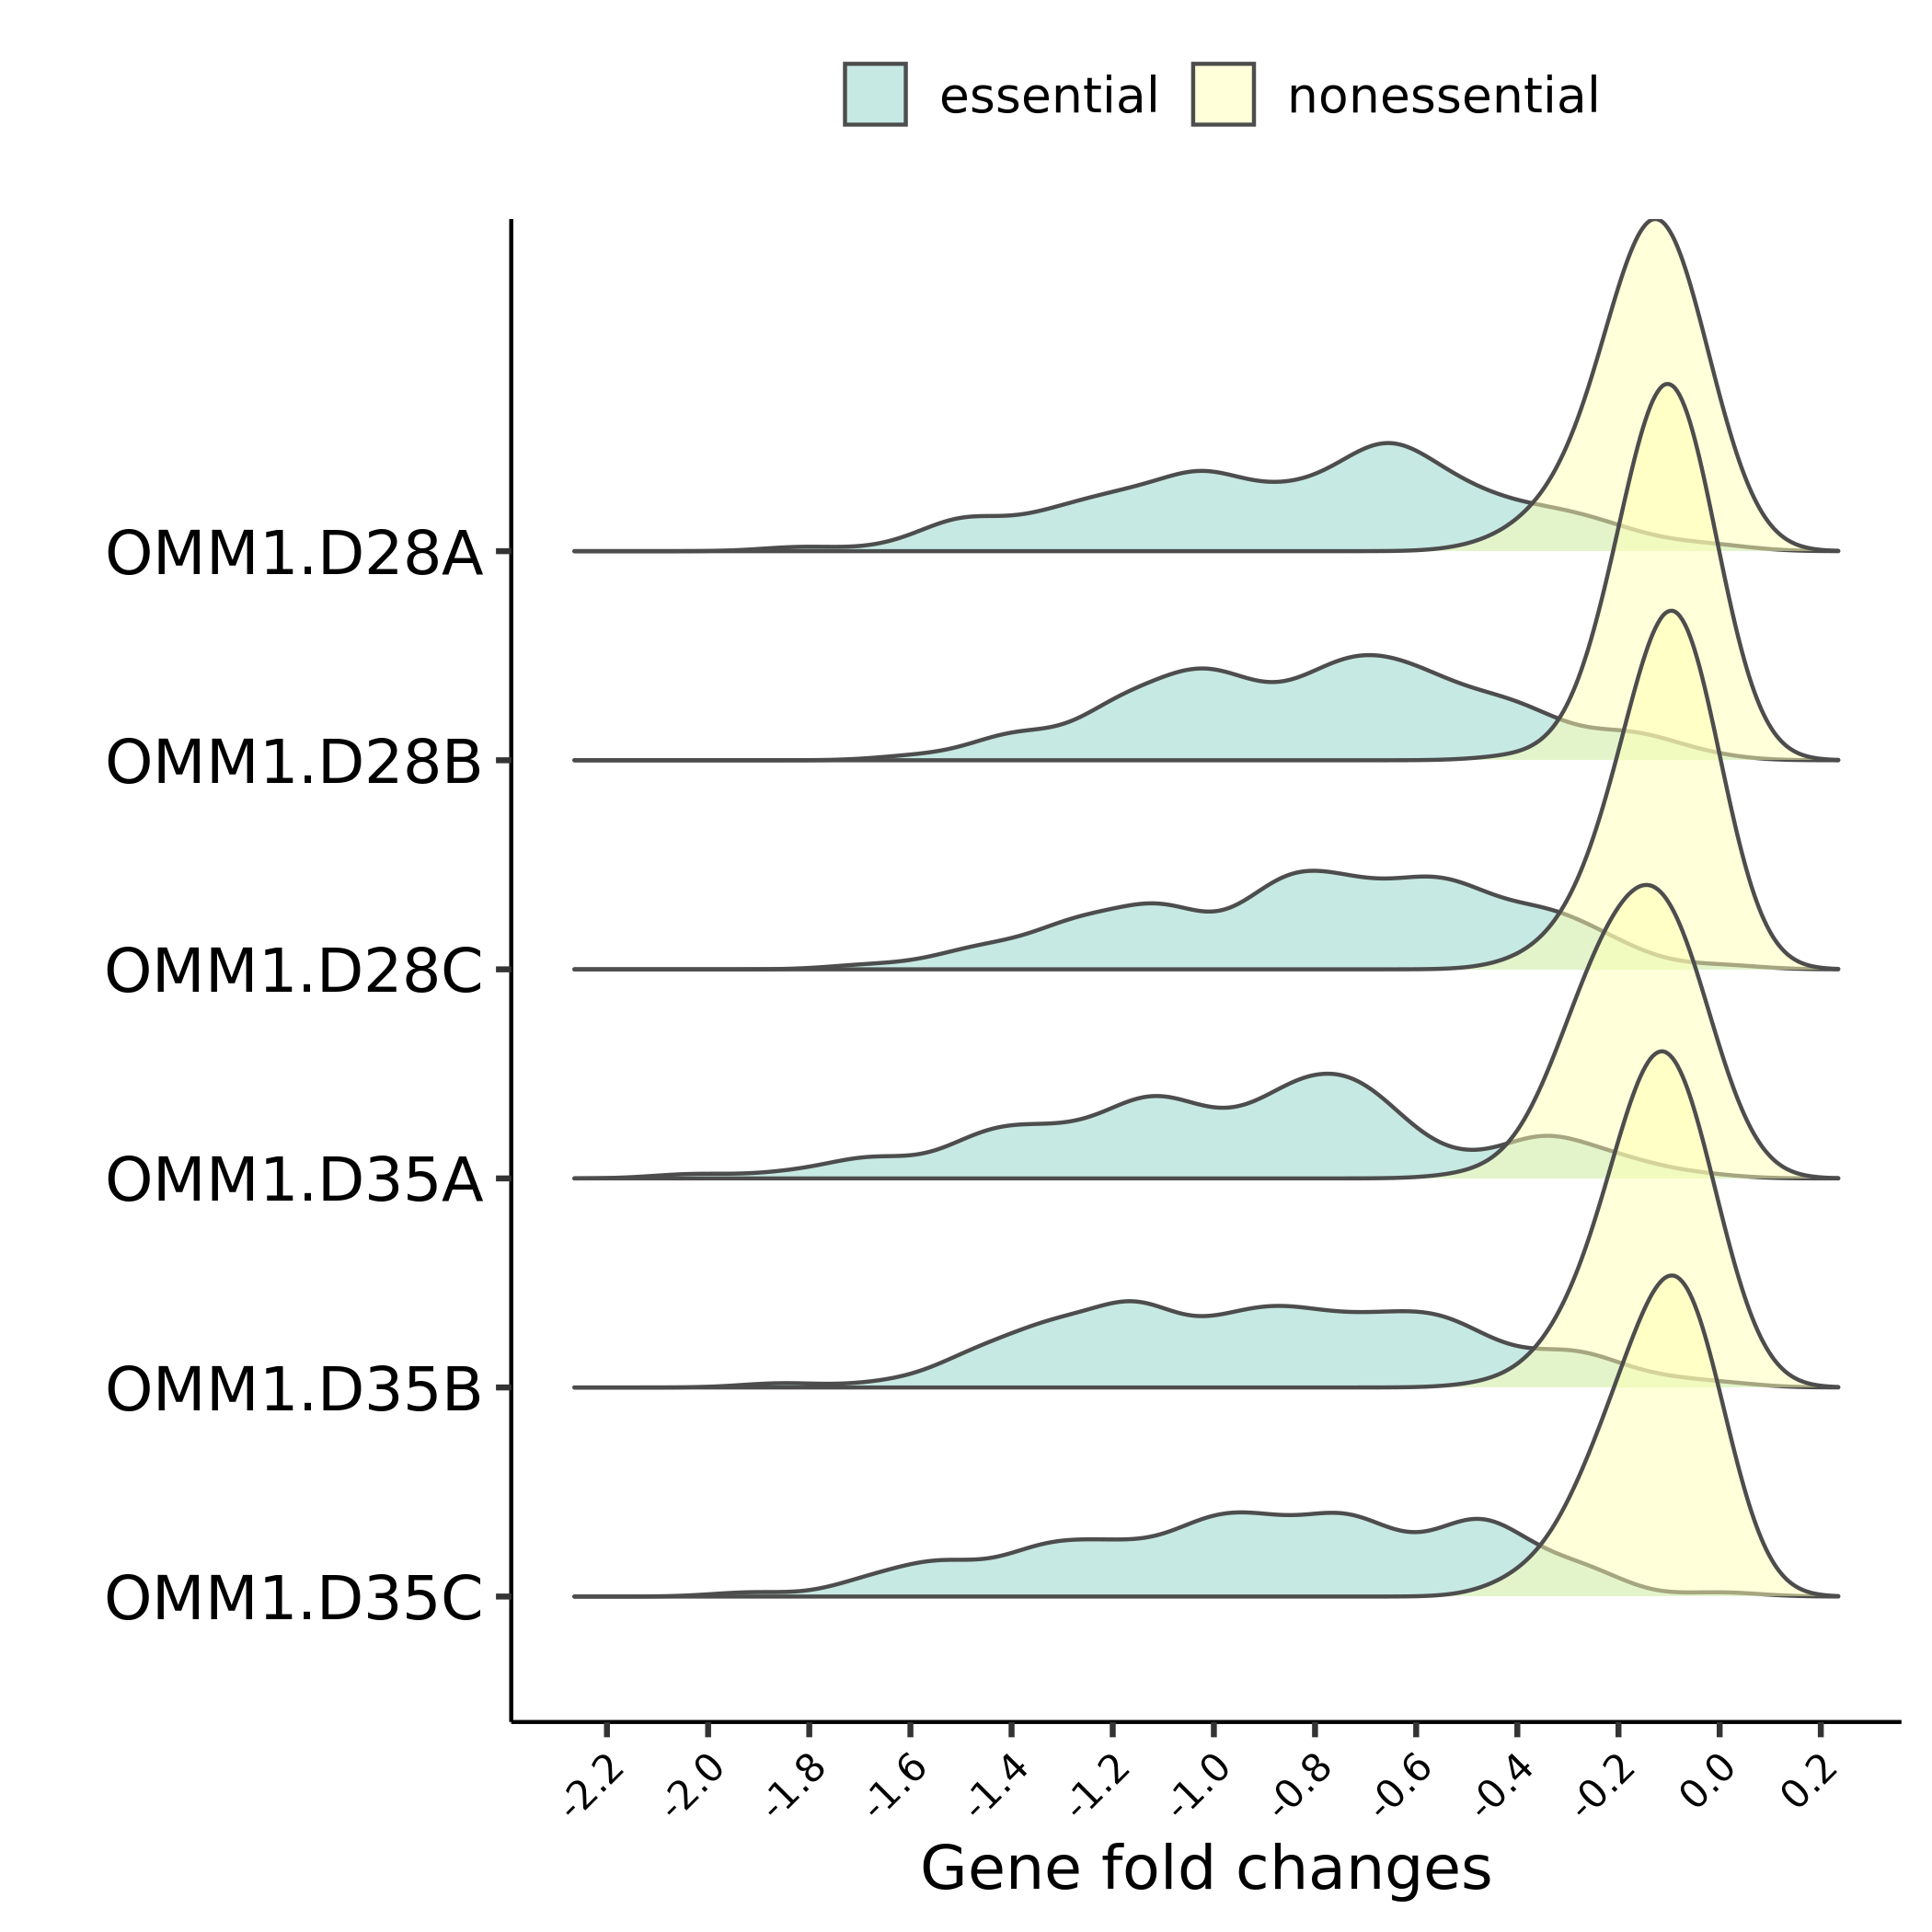 essential nonessential
OMM1.D28A
OMM1.D28B
OMM1.D28C
OMM1.D35A
OMM1.D35B
OMM1.D35C
-2.2 -2.0 -1.8 -1.6 -1.4 -1.2 -1.0 -0.8 -0.6 -0.4 -0.2 0.0 0.2
Gene fold changes